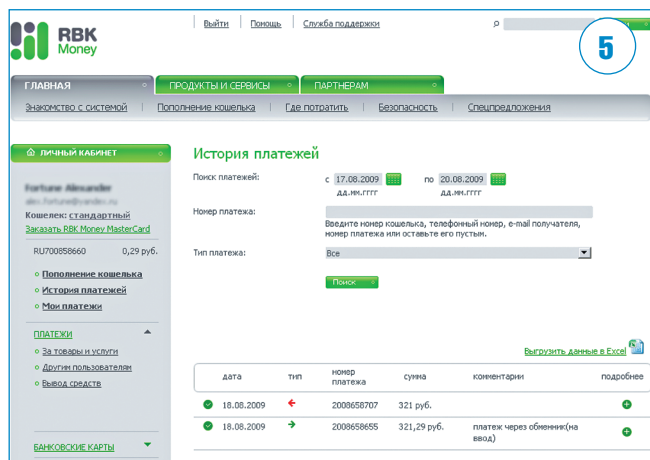 RBK
Money
Выйти | Помощь | Служба поддержки
5
ГЛАВНАЯ
ПРОДУКТЫ И СЕРВИСЫ
ПАРТНЕРАМ
Знакомство с системой | Пополнение кошелька | Где потратить | Безопасность | Спецпредложения
ЛИЧНЫЙ КАБИНЕТ
Fortune Alexander
alex.fortune@yandex.ru
Кошелек: стандартный
Заказать RBK Money MasterCard
RU700858660 0,29 руб.
Пополнение кошелька
История платежей
Мои платежи
ПЛАТЕЖИ
За товары и услуги
Другим пользователям
Вывод средств
БАНКОВСКИЕ КАРТЫ
История платежей
Поиск платежей: с 17.08.2009 по 20.08.2009
дд.мм.гггг дд.мм.гггг
Номер платежа:
Введите номер кошелька, телефонный номер, e-mail получателя,
номер платежа или оставьте его пустым.
Тип платежа: Все
Поиск
Выгрузить данные в Excel
дата тип номер платежа сумма комментарии подробнее
18.08.2009 2008658707 321 руб.
18.08.2009 2008658655 321,29 руб. платеж через обменник(на
ввод)